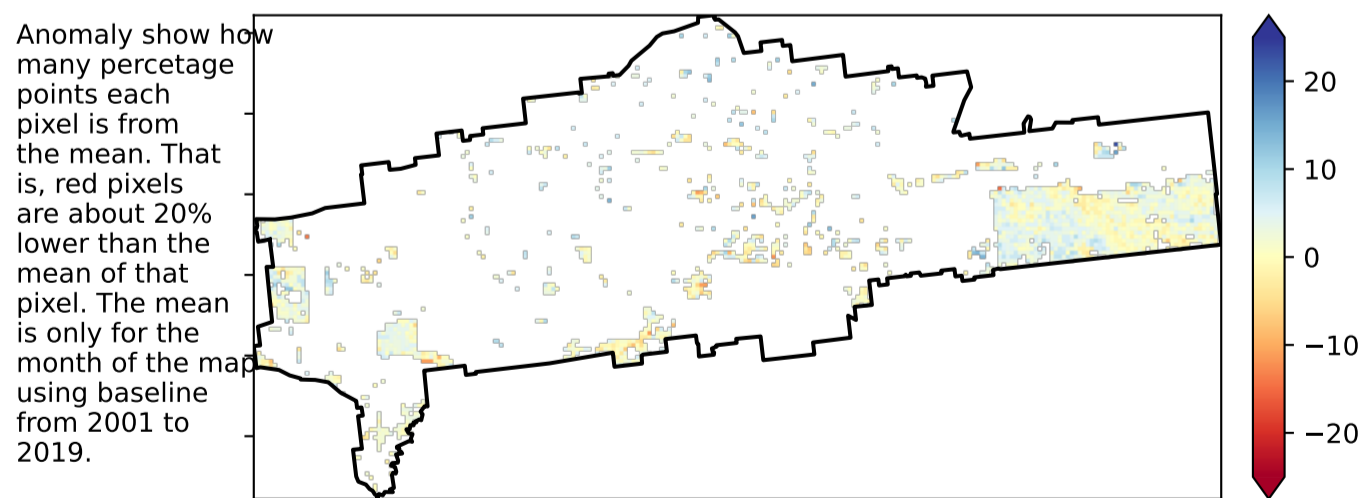 Anomaly show how
many percetage
points each
pixel is from
the mean. That
is, red pixels
are about 20%
lower than the
mean of that
pixel. The mean
is only for the
month of the map
using baseline
from 2001 to
2019.
20
10
0
−10
−20